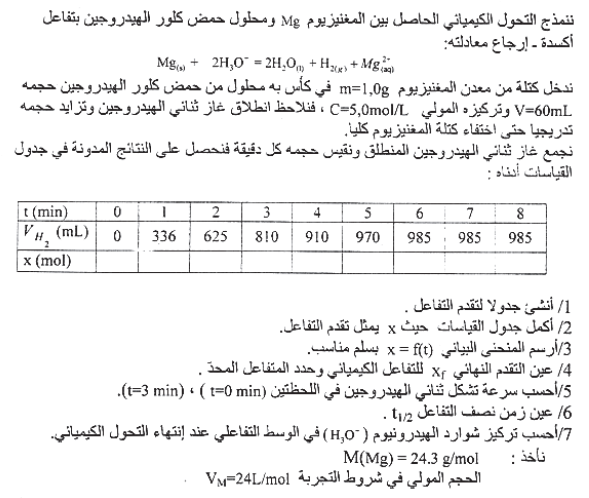 ننمذج التحول الكيميائي الحاصل بين المغنيزيوم Mg ومحلول حمض كلور الهيدروجين بتفاعل
أكسدة ـ إرجاع معادلته:
Mg(s) + 2H₃O⁺ = 2H₂O(l) + H₂(g) + Mg²⁺(aq)
ندخل كتلة من معدن المغنيزيوم m=1,0g في كأس به محلول من حمض كلور الهيدروجين حجمه
V=60mL وتركيزه المولي C=5,0mol/L ، فنلاحظ انطلاق غاز ثنائي الهيدروجين وتزايد حجمه
تدريجيا حتى اختفاء كتلة المغنيزيوم كليا.
نجمع غاز ثنائي الهيدروجين المنطلق ونقيس حجمه كل دقيقة فنحصل على النتائج المدونة في جدول
القياسات أدناه :
t (min) 0 1 2 3 4 5 6 7 8
V_H₂ (mL) 0 336 625 810 910 970 985 985 985
x (mol)
1/ أنشئ جدولا لتقدم التفاعل .
2/ أكمل جدول القياسات حيث x يمثل تقدم التفاعل.
3/أرسم المنحنى البياني x = f(t) بسلم مناسب.
4/ عين التقدم النهائي xf للتفاعل الكيميائي وحدد المتفاعل المحد .
5/أحسب سرعة تشكل ثنائي الهيدروجين في اللحظتين (t=0 min) ، (t=3 min).
6/ عين زمن نصف التفاعل t1/2 .
7/أحسب تركيز شوارد الهيدرونيوم (H₃O⁺) في الوسط التفاعلي عند إنتهاء التحول الكيميائي.
نأخذ : M(Mg) = 24.3 g/mol
الحجم المولي في شروط التجربة VM=24L/mol